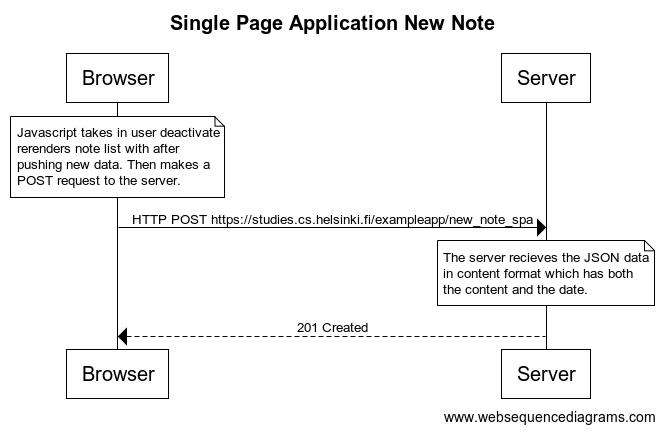 Single Page Application New Note
Browser
Server
Javascript takes in user deactivate
rerenders note list with after
pushing new data. Then makes a
POST request to the server.
HTTP POST https://studies.cs.helsinki.fi/exampleapp/new_note_spa
The server recieves the JSON data
in content format which has both
the content and the date.
201 Created
Browser
Server
www.websequencediagrams.com